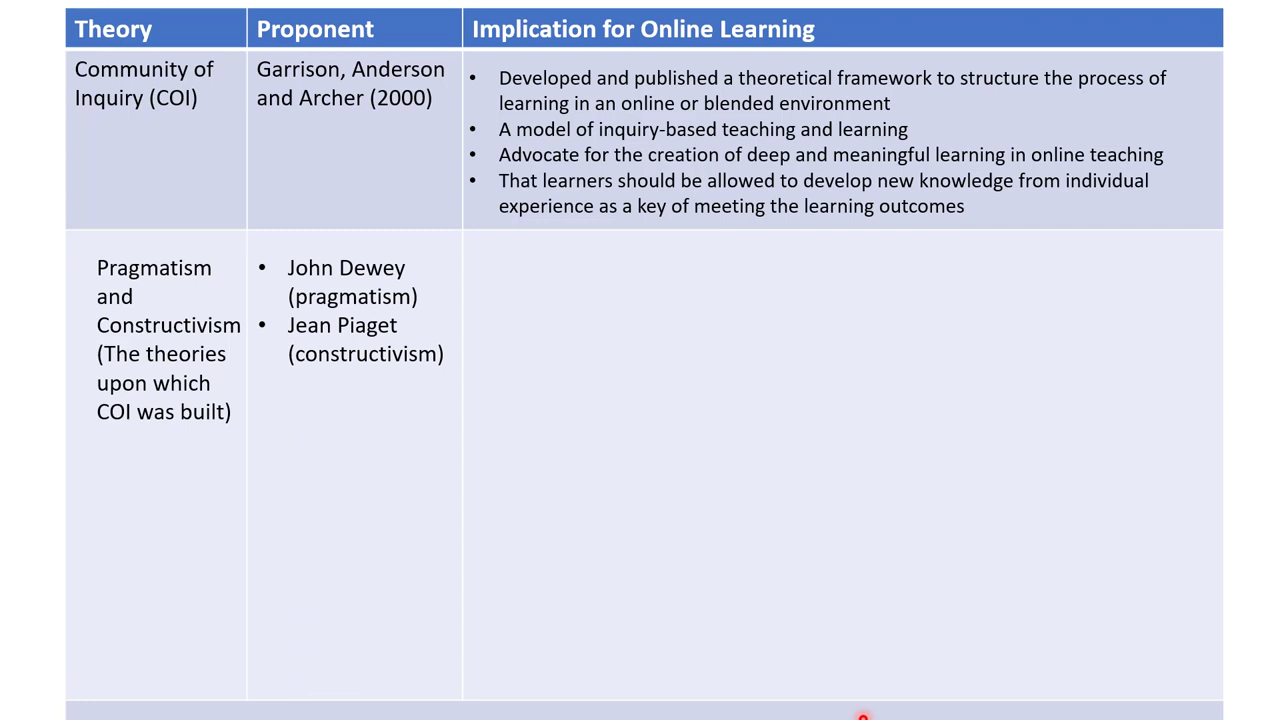 Theory
Proponent
Implication for Online Learning
Community of
Inquiry (COI)
Garrison, Anderson
and Archer (2000)
• Developed and published a theoretical framework to structure the process of
learning in an online or blended environment
• A model of inquiry-based teaching and learning
• Advocate for the creation of deep and meaningful learning in online teaching
• That learners should be allowed to develop new knowledge from individual
experience as a key of meeting the learning outcomes
Pragmatism
and
Constructivism
(The theories
upon which
COI was built)
• John Dewey
(pragmatism)
• Jean Piaget
(constructivism)